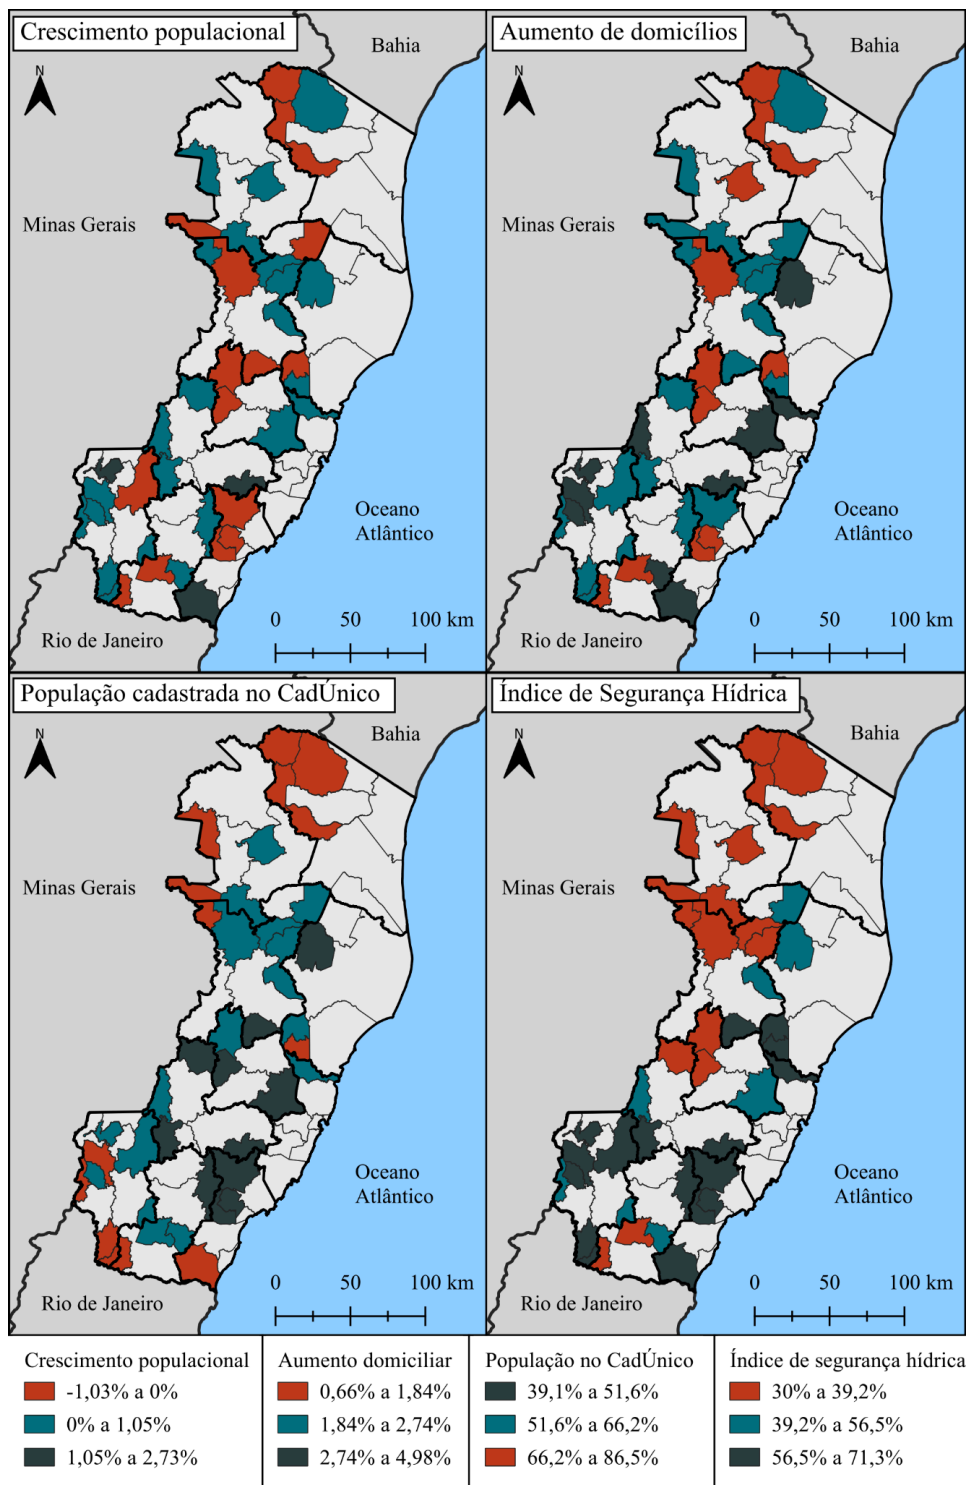 Crescimento populacional
Bahia
N
Minas Gerais
Oceano
Atlântico
0 50 100 km
Rio de Janeiro
Aumento de domicílios
Bahia
N
Minas Gerais
Oceano
Atlântico
0 50 100 km
Rio de Janeiro
População cadastrada no CadÚnico
Bahia
N
Minas Gerais
Oceano
Atlântico
0 50 100 km
Rio de Janeiro
Índice de Segurança Hídrica
Bahia
N
Minas Gerais
Oceano
Atlântico
0 50 100 km
Rio de Janeiro
Crescimento populacional
-1,03% a 0%
0% a 1,05%
1,05% a 2,73%
Aumento domiciliar
0,66% a 1,84%
1,84% a 2,74%
2,74% a 4,98%
População no CadÚnico
39,1% a 51,6%
51,6% a 66,2%
66,2% a 86,5%
Índice de segurança hídrica
30% a 39,2%
39,2% a 56,5%
56,5% a 71,3%